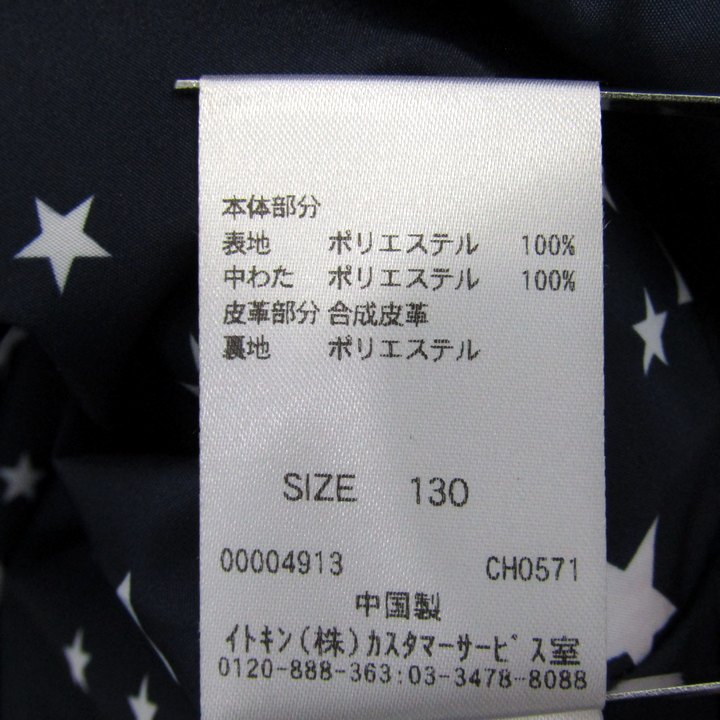 本体部分
表地 ポリエステル 100%
中わた ポリエステル 100%
皮革部分 合成皮革
裏地 ポリエステル
SIZE 130
00004913 CH0571
中国製
イトキン(株)カスタマーサービス室
0120-888-363:03-3478-8088